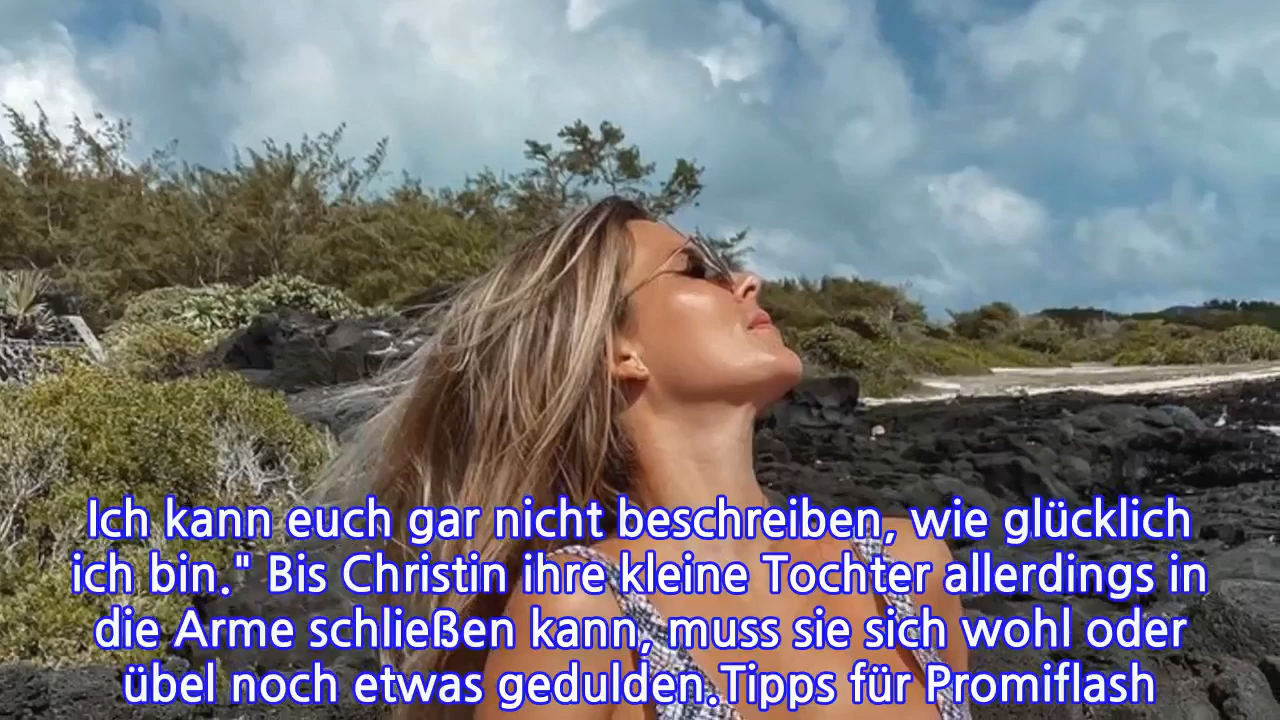 Ich kann euch gar nicht beschreiben, wie glücklich
ich bin." Bis Christin ihre kleine Tochter allerdings in
die Arme schließen kann, muss sie sich wohl oder
übel noch etwas gedulden.Tipps für Promiflash